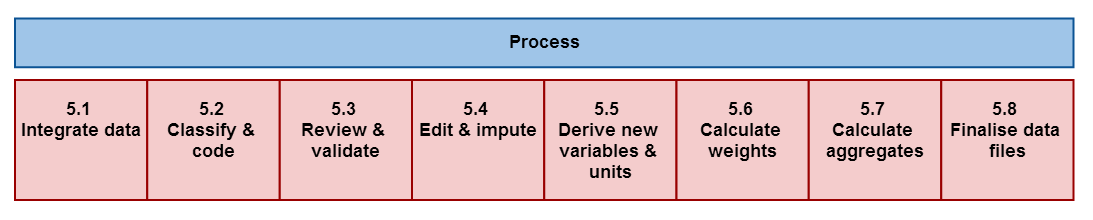 Process
5.1
Integrate data
5.2
Classify &
code
5.3
Review &
validate
5.4
Edit & impute
5.5
Derive new
variables &
units
5.6
Calculate
weights
5.7
Calculate
aggregates
5.8
Finalise data
files